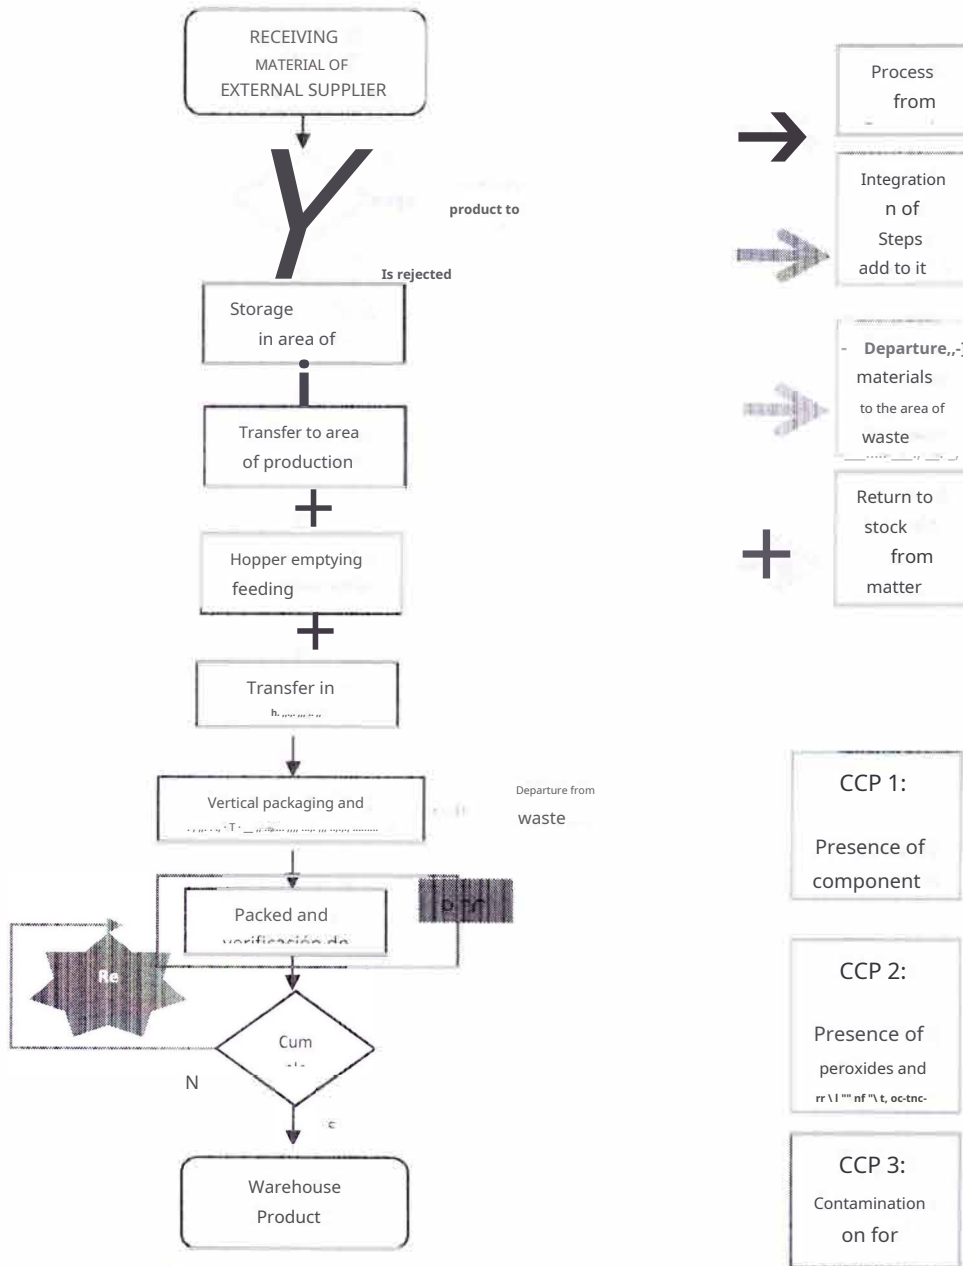 RECEIVING
MATERIAL OF
EXTERNAL SUPPLIER
product to
Is rejected
Storage
in area of
Transfer to area
of production
Hopper emptying
feeding
Transfer in
Vertical packaging and
Departure from
waste
Packed and
verificación de
Re
Cum
N
Warehouse
Product
Process
from
Integration
n of
Steps
add to it
- Departure
materials
to the area of
waste
Return to
stock
from
matter
CCP 1:
Presence of
component
CCP 2:
Presence of
peroxides and
CCP 3:
Contamination
on for